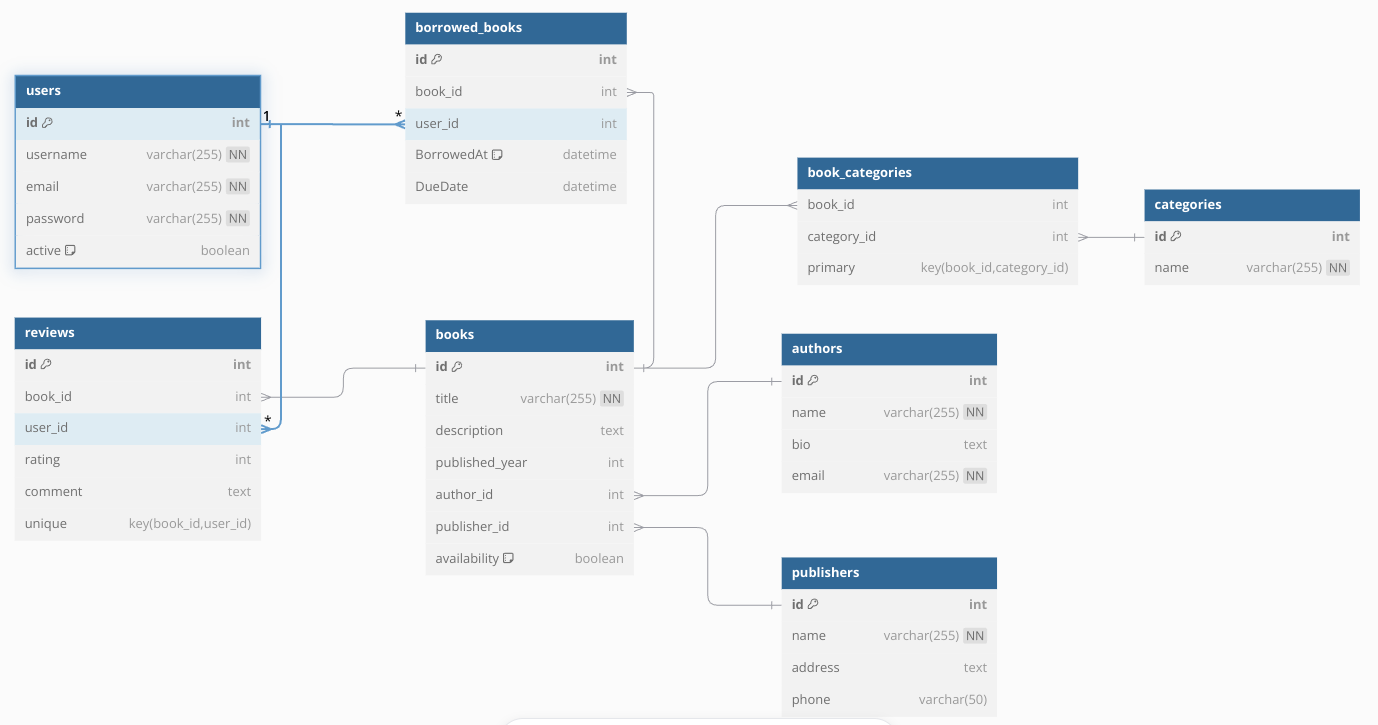 users
id int
username varchar(255) NN
email varchar(255) NN
password varchar(255) NN
active boolean
1
*
borrowed_books
id int
book_id int
user_id int
BorrowedAt datetime
DueDate datetime
book_categories
book_id int
category_id int
primary key(book_id,category_id)
categories
id int
name varchar(255) NN
reviews
id int
book_id int
user_id int
*
rating int
comment text
unique key(book_id,user_id)
books
id int
title varchar(255) NN
description text
published_year int
author_id int
publisher_id int
availability boolean
authors
id int
name varchar(255) NN
bio text
email varchar(255) NN
publishers
id int
name varchar(255) NN
address text
phone varchar(50)